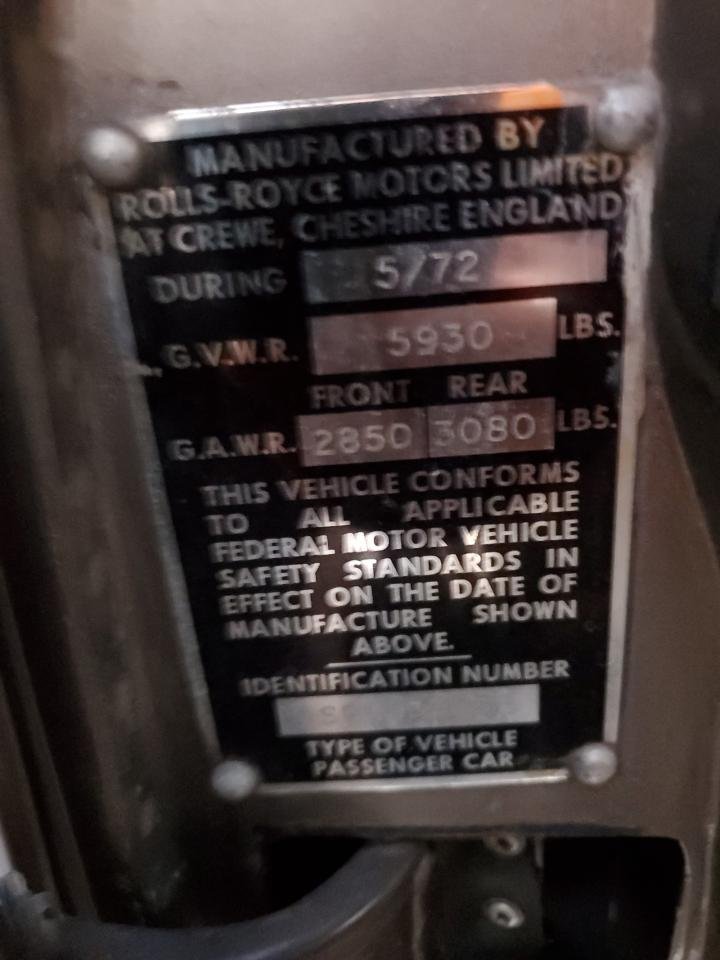 MANUFACTURED BY
ROLLS-ROYCE MOTORS LIMITED
AT CREWE, CHESHIRE ENGLAND
DURING 5/72
G.V.W.R. 5930 LBS.
FRONT REAR
G.A.W.R. 2850 3080 LBS.
THIS VEHICLE CONFORMS
TO ALL APPLICABLE
FEDERAL MOTOR VEHICLE
SAFETY STANDARDS IN
EFFECT ON THE DATE OF
MANUFACTURE SHOWN
ABOVE.
IDENTIFICATION NUMBER
TYPE OF VEHICLE
PASSENGER CAR